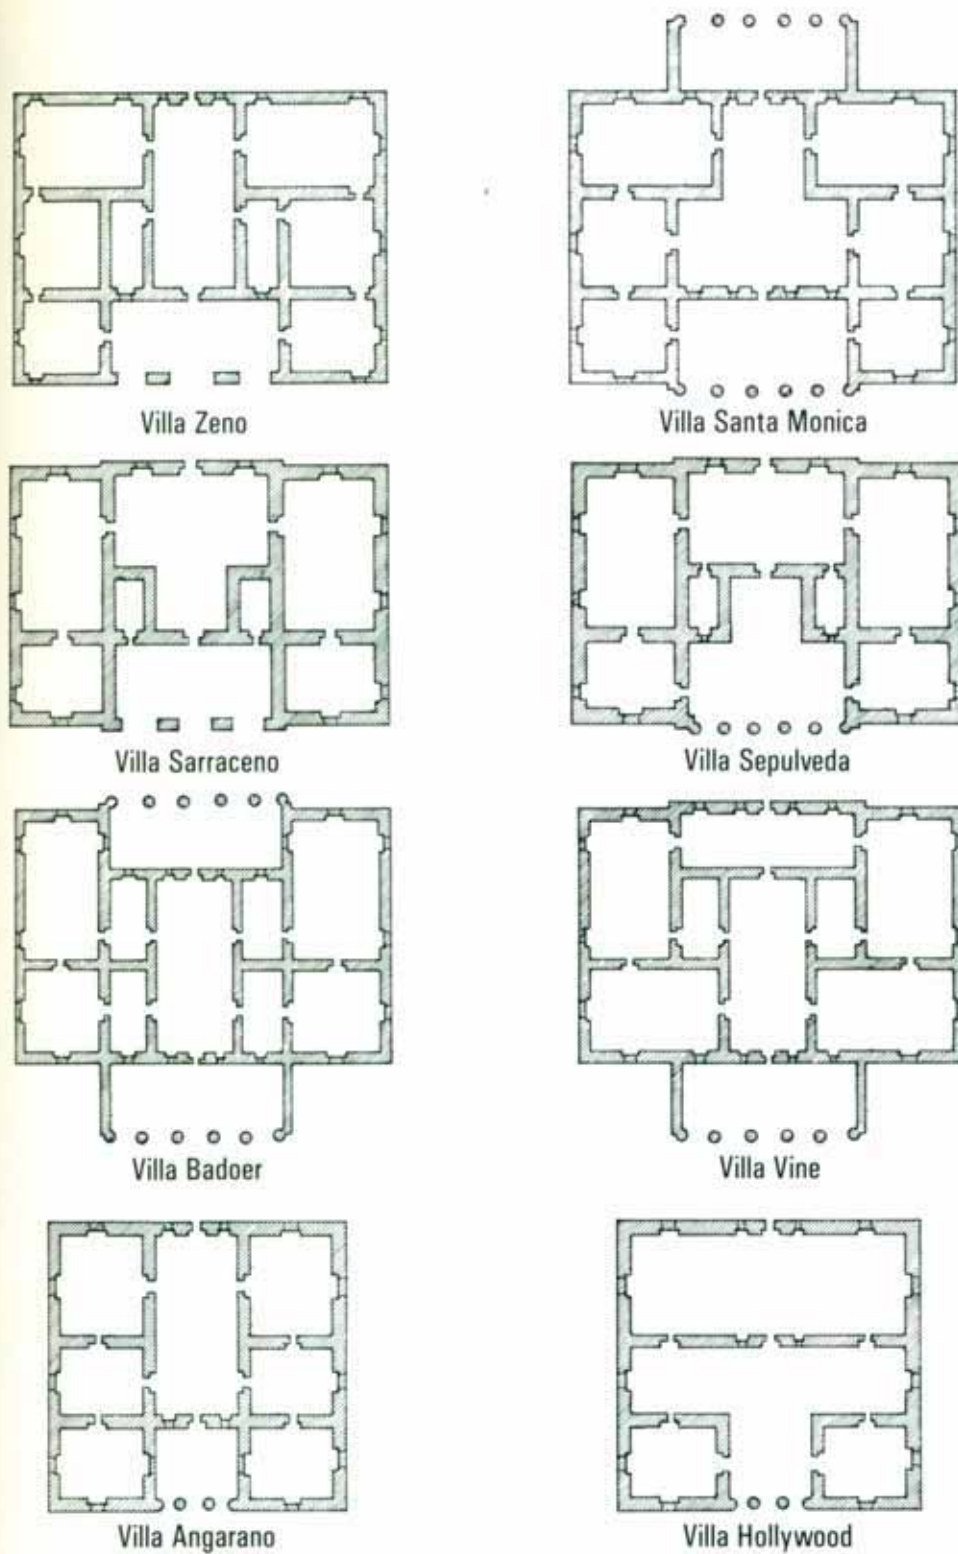 Villa Zeno
Villa Santa Monica
Villa Sarraceno
Villa Sepulveda
Villa Badoer
Villa Vine
Villa Angarano
Villa Hollywood